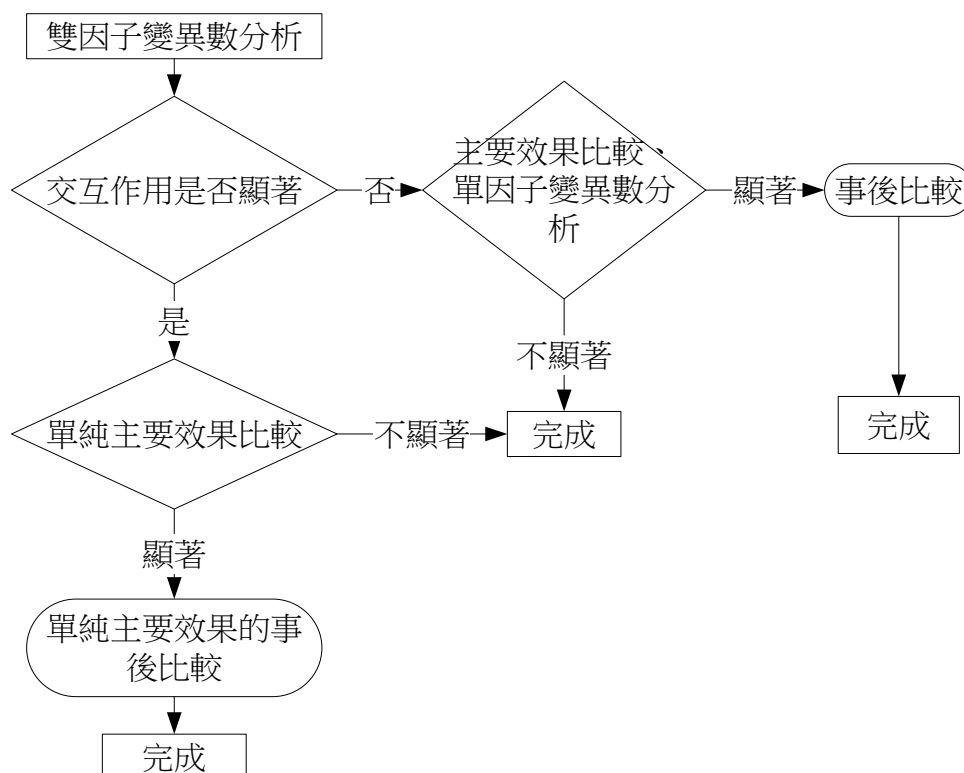 雙因子變異數分析
交互作用是否顯著
否
主要效果比較、
單因子變異數分
析
顯著
事後比較
是
不顯著
單純主要效果比較
不顯著
完成
完成
顯著
單純主要效果的事
後比較
完成